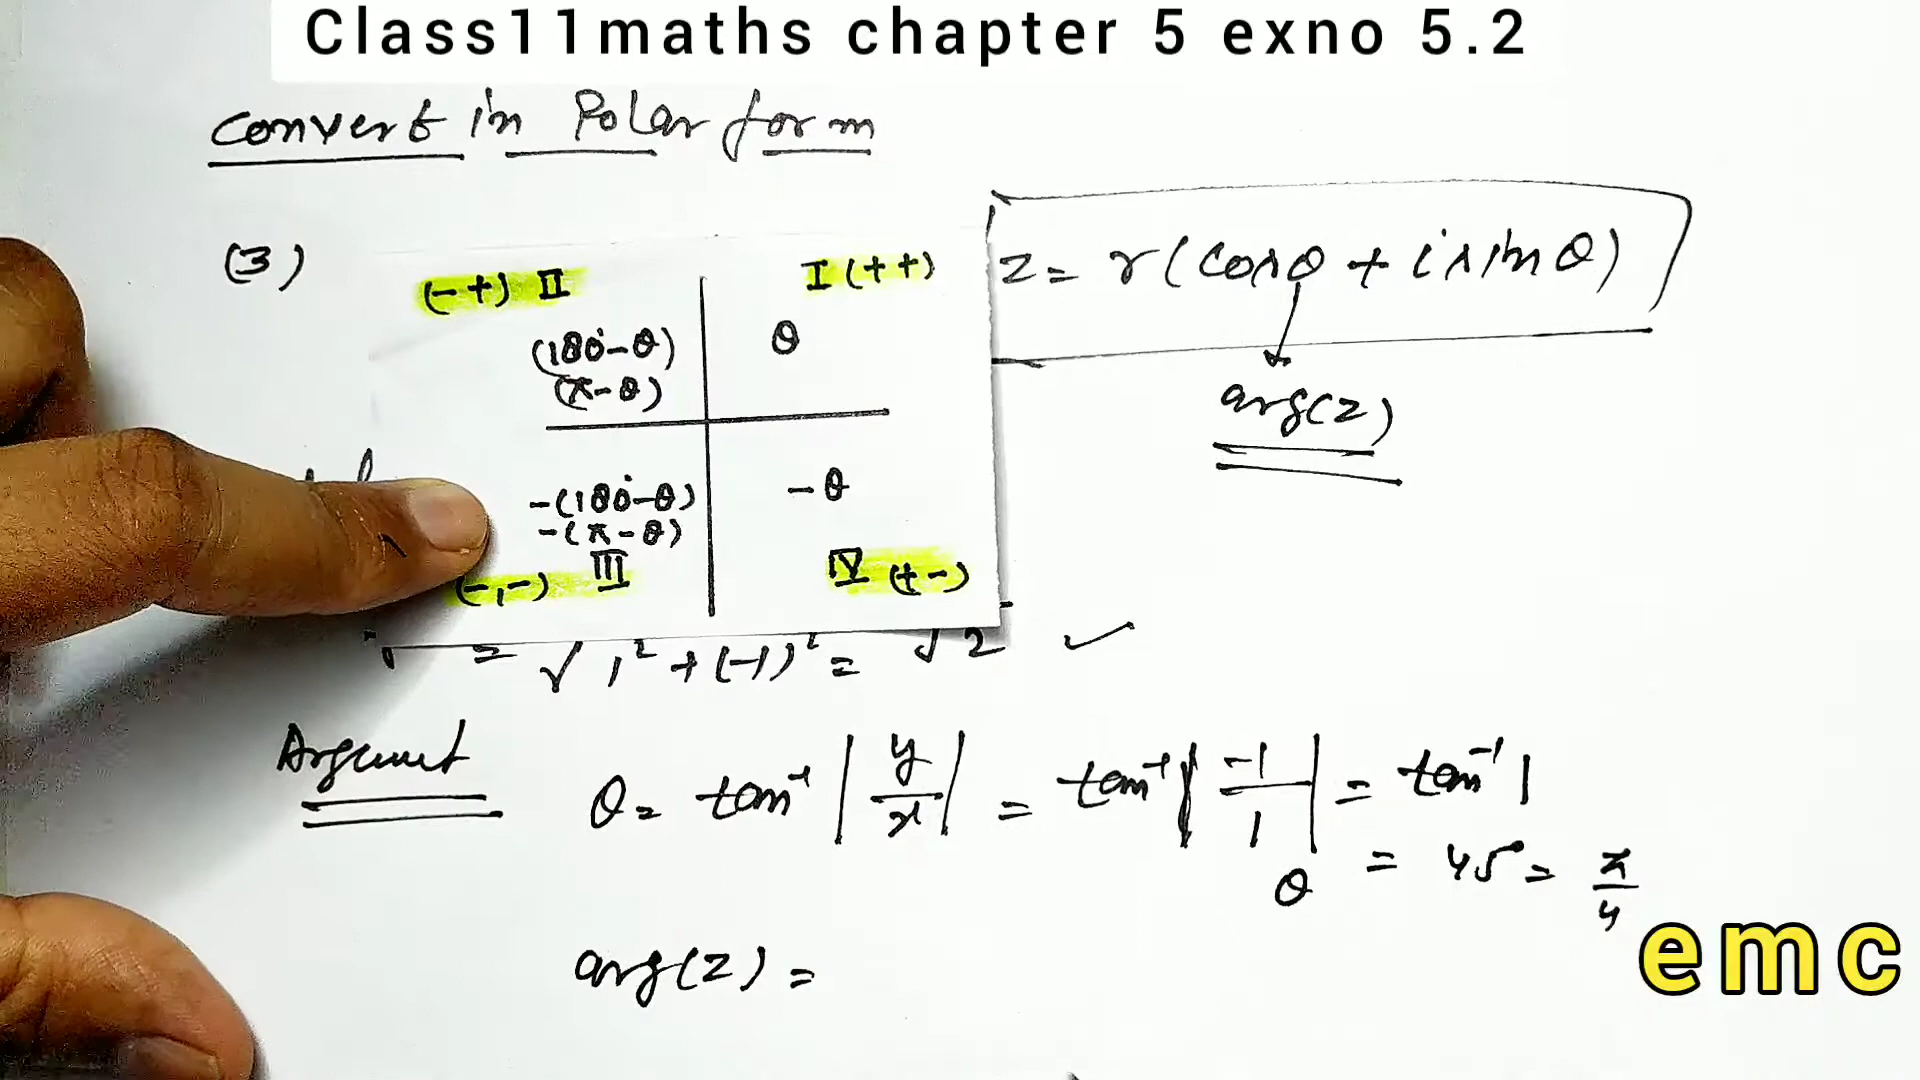 Class11maths chapter 5 exno 5.2
Convert in Polar form
(3)
(-+) II
I (++)
(180°-θ)
(π-θ)
θ
-(180°-θ)
-(π-θ)
-θ
(-,-) III
IV (+-)
z = r(cosθ + i sinθ)
arg(z)
= √1²+(-1)² = √2 ✓
Argument θ = tan⁻¹ |y/x| = tan⁻¹ |-1/1| = tan⁻¹ 1
θ = 45° = π/4
arg(z) =
emc